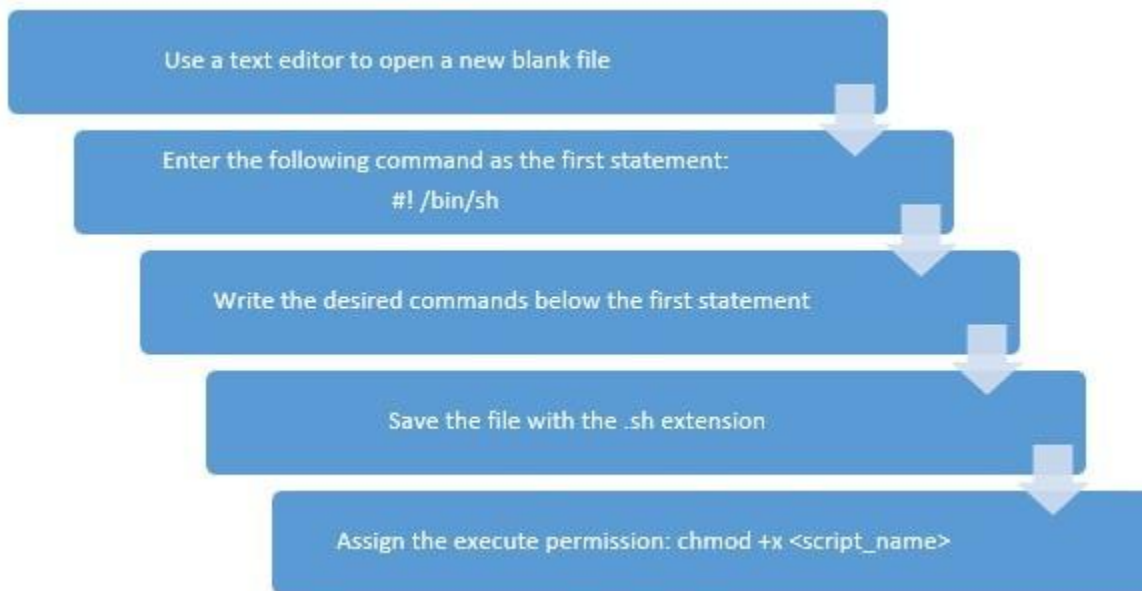 Use a text editor to open a new blank file
Enter the following command as the first statement:
#! /bin/sh
Write the desired commands below the first statement
Save the file with the .sh extension
Assign the execute permission: chmod +x <script_name>